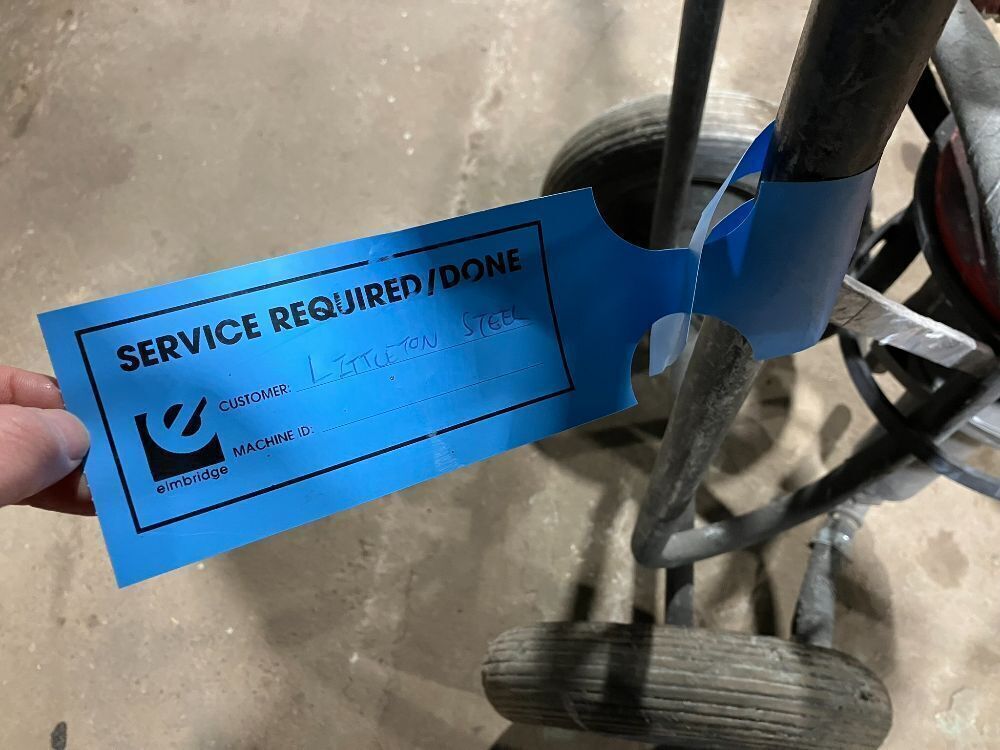 SERVICE REQUIRED/DONE
CUSTOMER: LITTLETON STEEL
MACHINE ID:
elmbridge